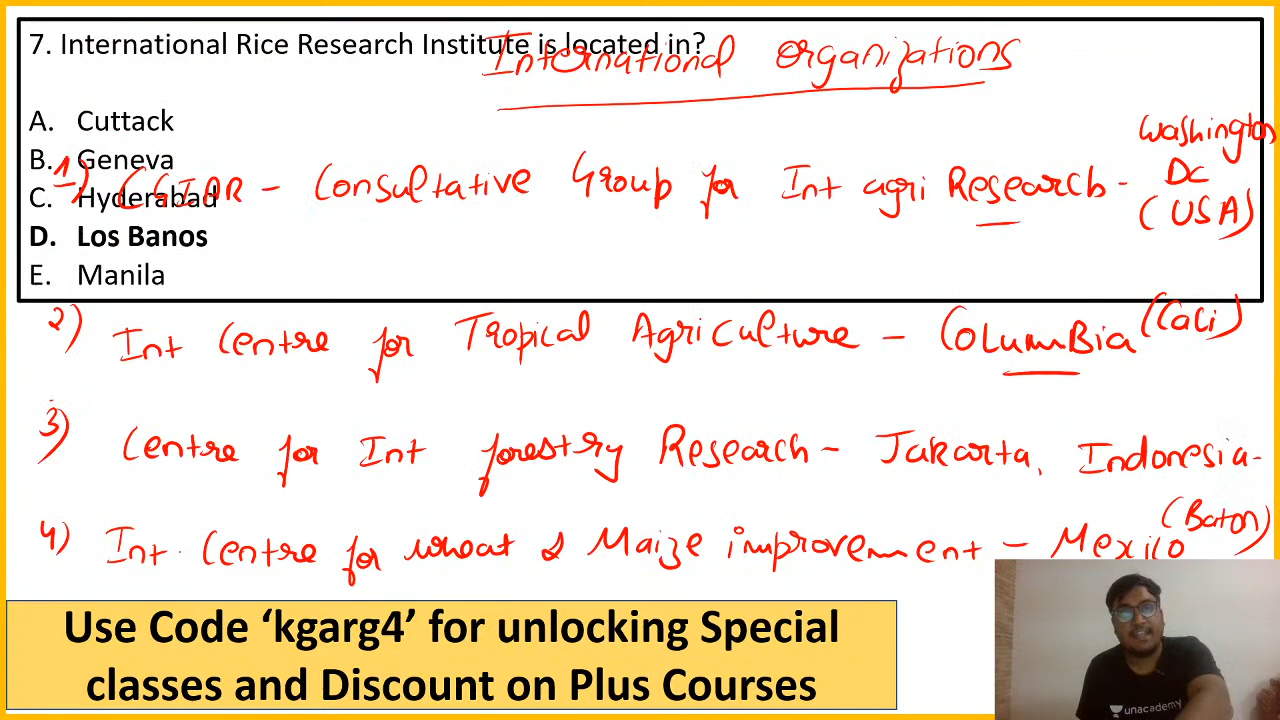 7. International Rice Research Institute is located in?
International organizations
A. Cuttack
B. Geneva
C. Hyderabad
D. Los Banos
E. Manila
1) CGIAR - Consultative Group for Int agri Research - Washington DC (USA)
2) Int Centre for Tropical Agriculture - Columbia (Cali)
3) Centre for Int forestry Research - Jakarta, Indonesia -
4) Int. Centre for wheat & Maize improvement - Mexico (Baton)
Use Code ‘kgarg4’ for unlocking Special
classes and Discount on Plus Courses
unacademy